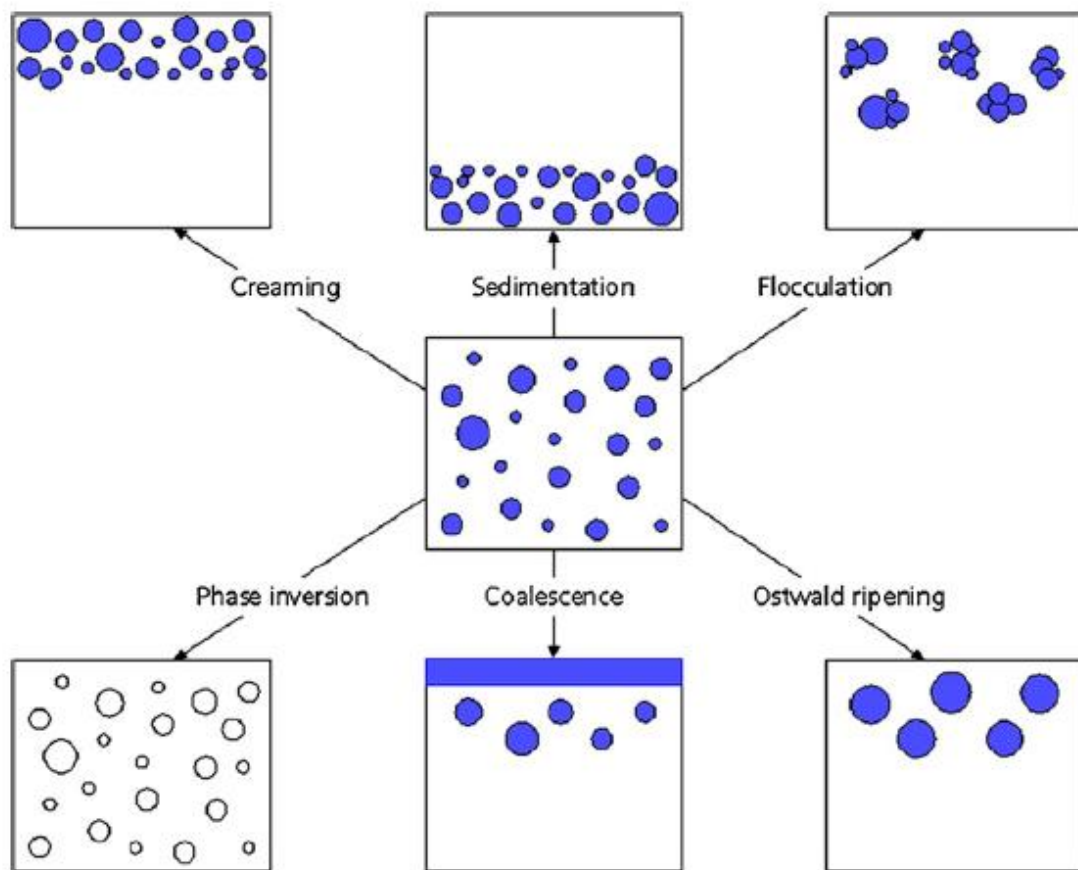 Creaming
Sedimentation
Flocculation
Phase inversion
Coalescence
Ostwald ripening